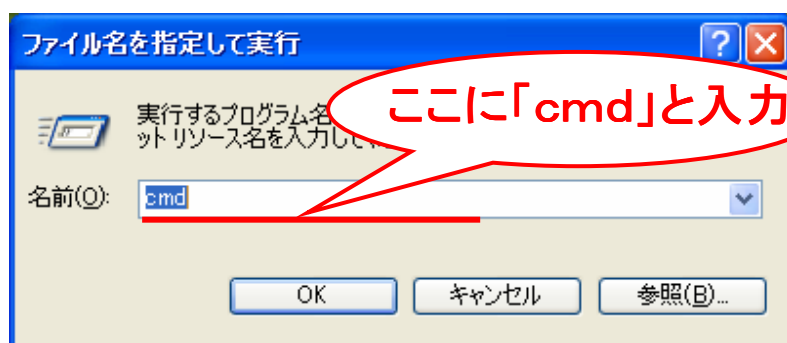 ファイル名を指定して実行
ここに「cmd」と入力
実行するプログラム名
ット リソース名を入力して
名前(O):
cmd
OK
キャンセル
参照(B)...